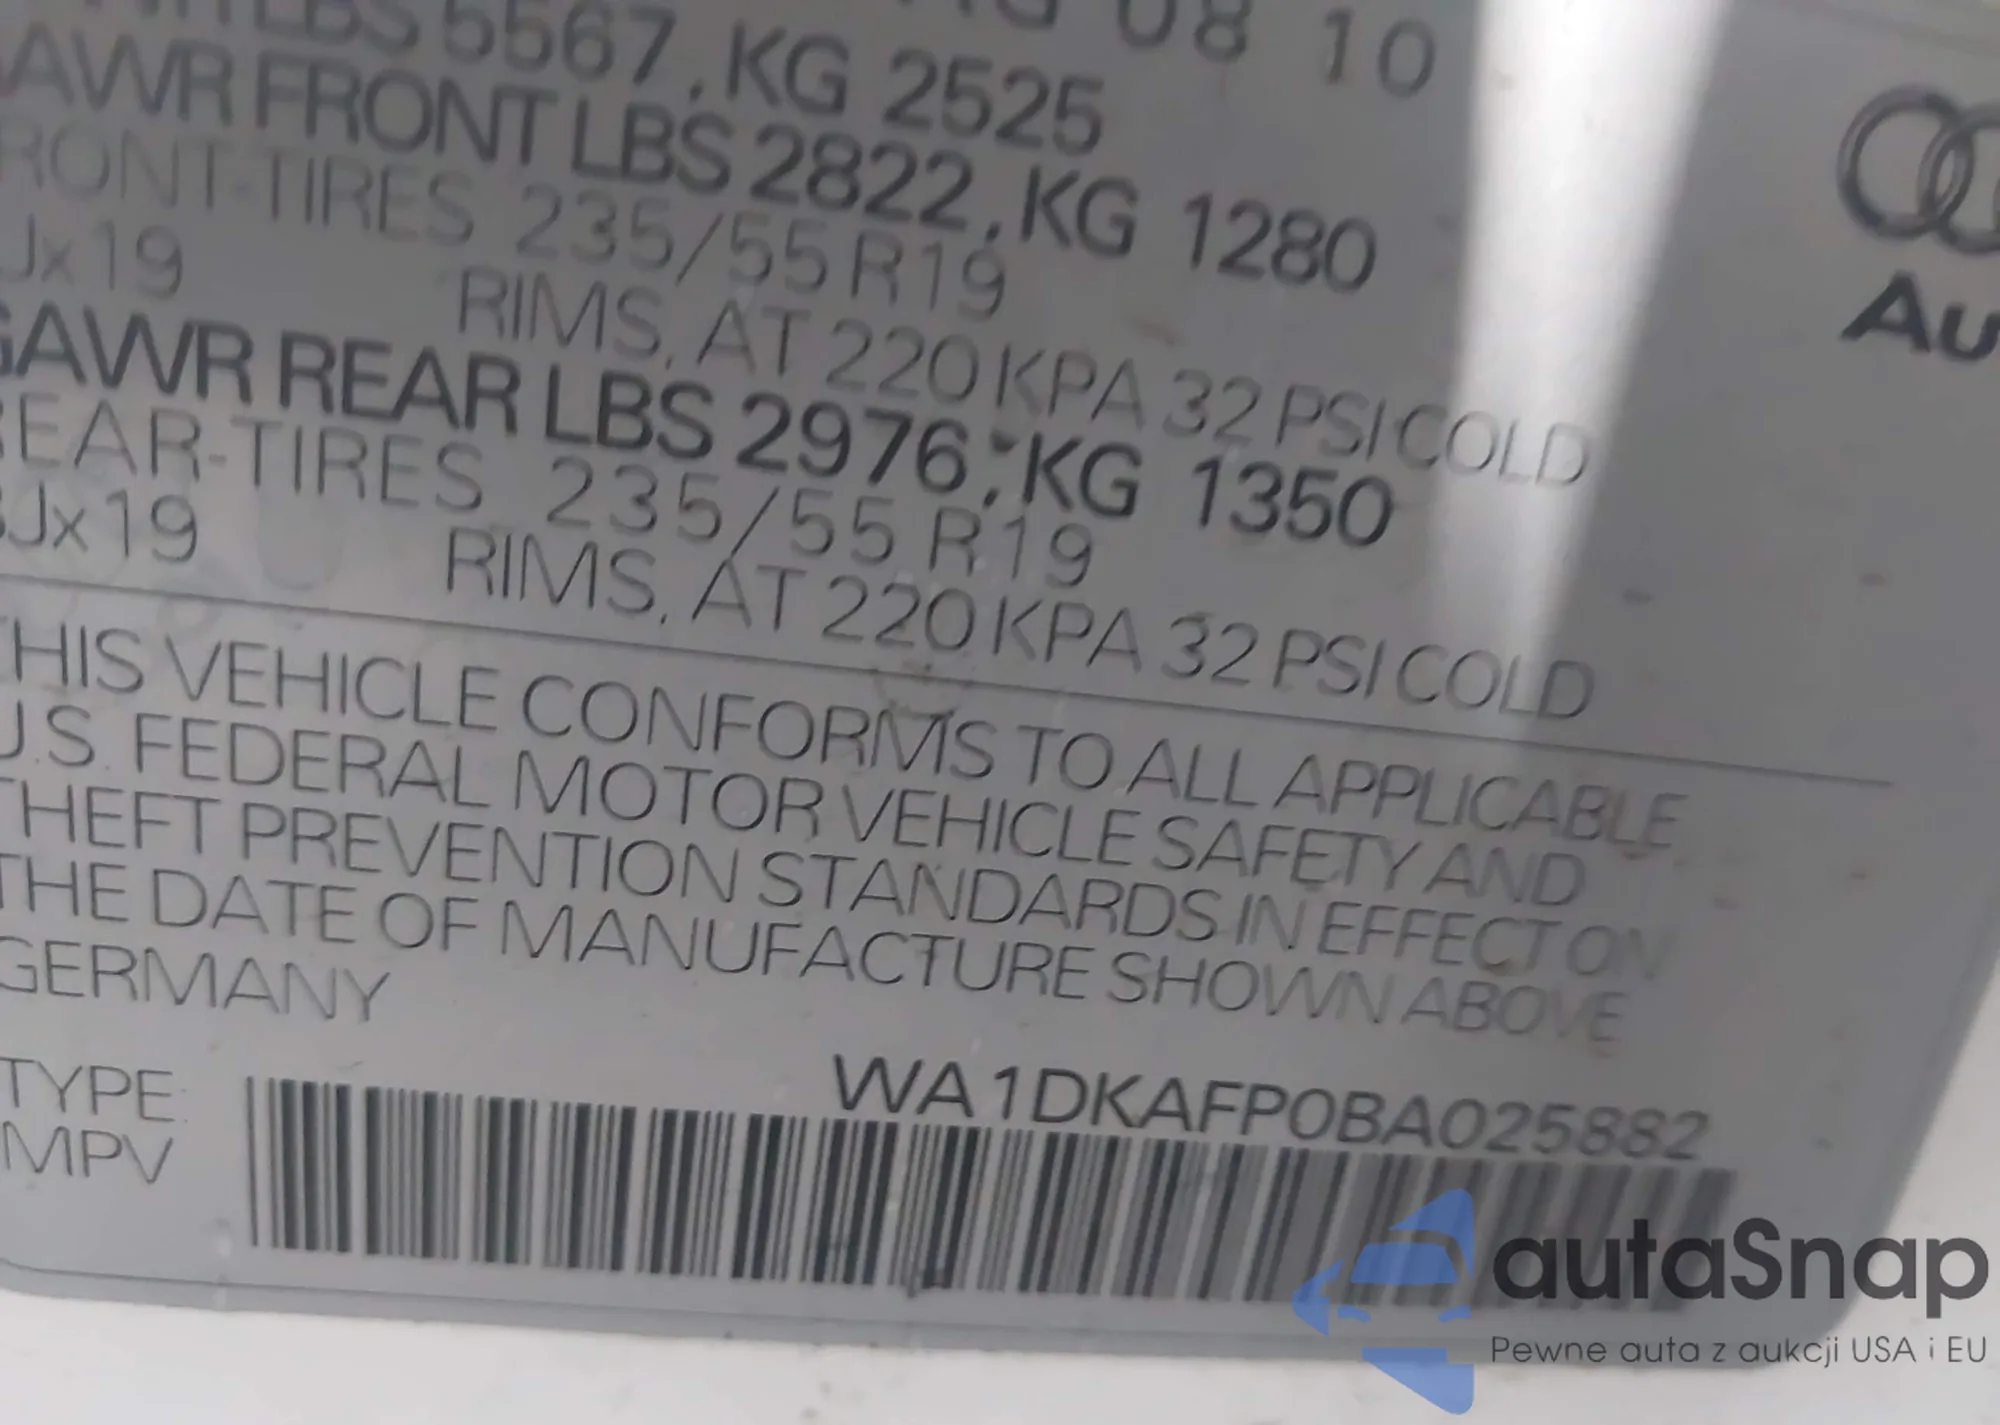 LBS 5567, KG 2525
08 10
GAWR FRONT LBS 2822, KG 1280
FRONT-TIRES 235/55 R19
Jx19 RIMS, AT 220 KPA 32 PSI COLD
GAWR REAR LBS 2976, KG 1350
REAR-TIRES 235/55 R19
8Jx19 RIMS, AT 220 KPA 32 PSI COLD
THIS VEHICLE CONFORMS TO ALL APPLICABLE
U.S. FEDERAL MOTOR VEHICLE SAFETY AND
THEFT PREVENTION STANDARDS IN EFFECT ON
THE DATE OF MANUFACTURE SHOWN ABOVE
GERMANY
TYPE:
MPV
WA1DKAFP0BA025882
Au
autaSnap
Pewne auta z aukcji USA i EU